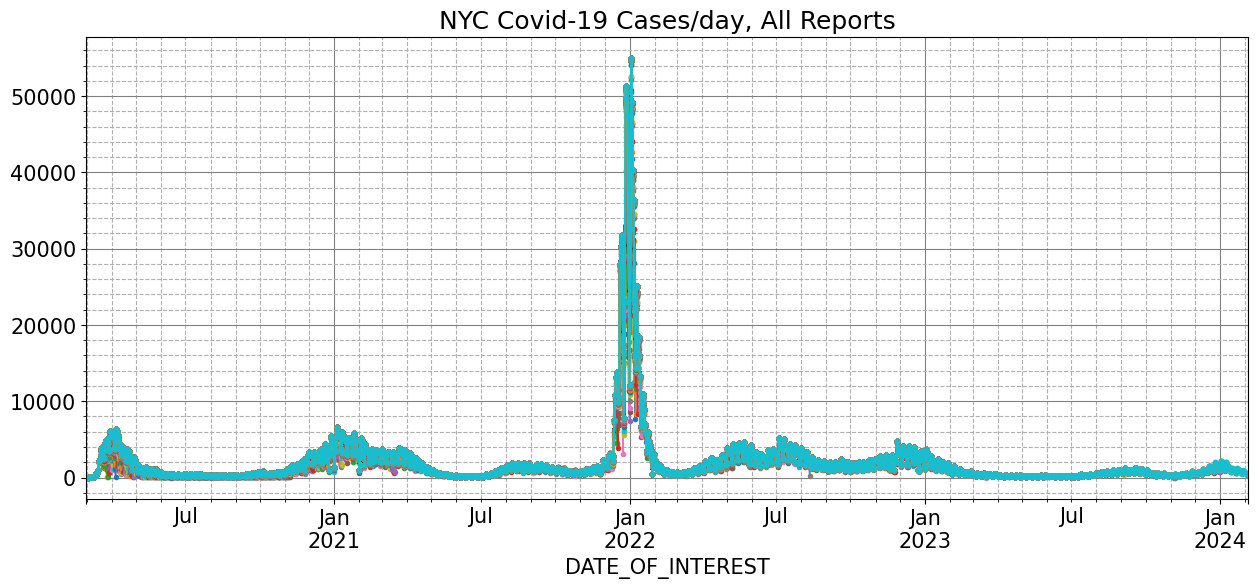 NYC Covid-19 Cases/day, All Reports
50000
40000
30000
20000
10000
0
Jul Jan Jul Jan Jul Jan Jul Jan
2021 2022 2023 2024
DATE_OF_INTEREST